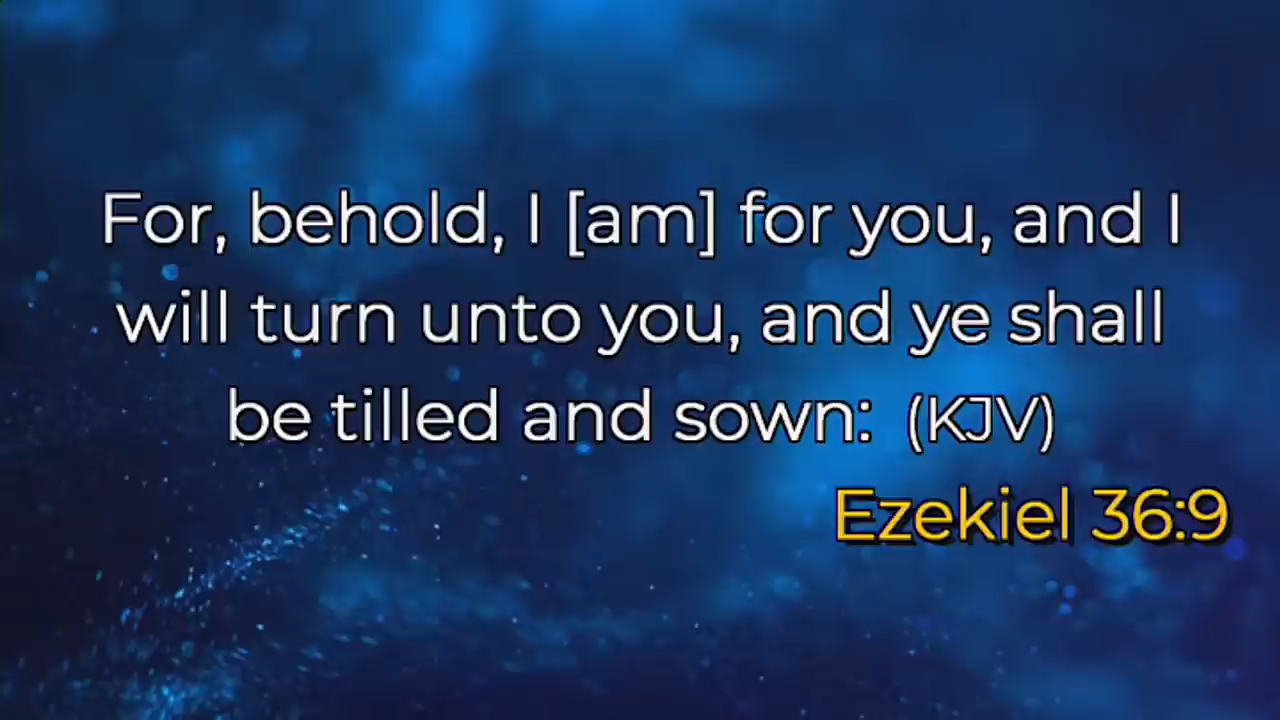 For, behold, I [am] for you, and I
will turn unto you, and ye shall
be tilled and sown: (KJV)
Ezekiel 36:9